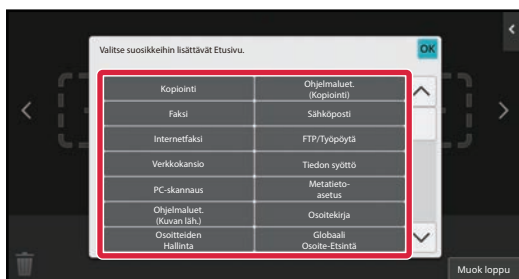 Valitse suosikkeihin lisättävät Etusivu.
OK
Kopiointi
Ohjelmaluet.
(Kopiointi)
Faksi
Sähköposti
Internetfaksi
FTP/Työpöytä
Verkkokansio
Tiedon syöttö
PC-skannaus
Metatieto-
asetus
Ohjelmaluet.
(Kuvan läh.)
Osoitekirja
Osoitteiden
Hallinta
Globaali
Osoite-Etsintä
Muok loppu